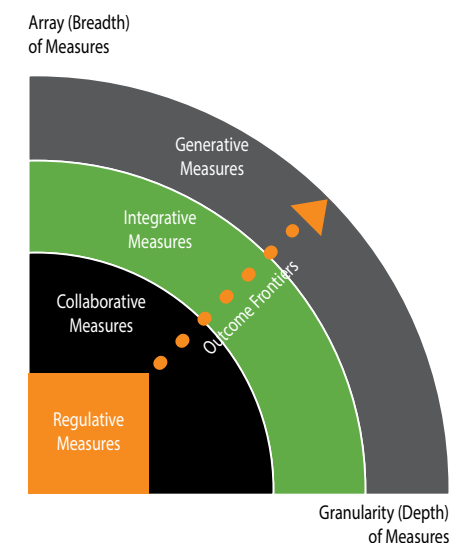 Array (Breadth)
of Measures
Generative
Measures
Integrative
Measures
Collaborative
Measures
Outcome Frontiers
Regulative
Measures
Granularity (Depth)
of Measures